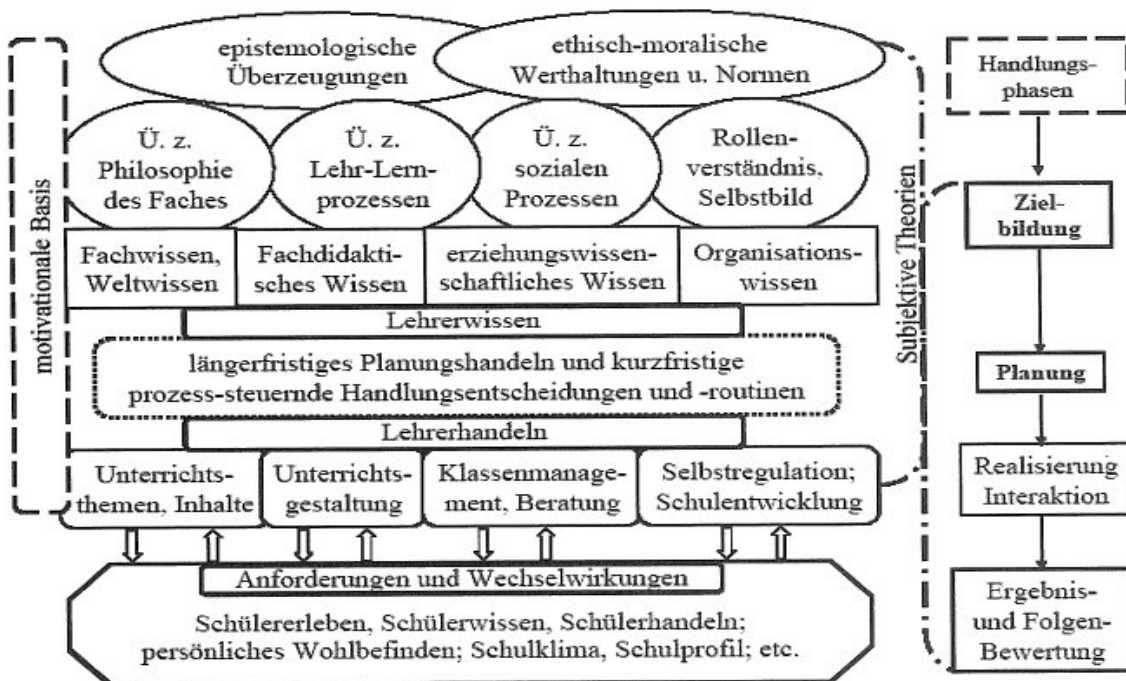 epistemologische
Überzeugungen
ethisch-moralische
Werthaltungen u. Normen
Ü. z.
Philosophie
des Faches
Ü. z.
Lehr-Lern-
prozessen
Ü. z.
sozialen
Prozessen
Rollen-
verständnis,
Selbstbild
Fachwissen,
Weltwissen
Fachdidakti-
sches Wissen
erziehungswissen-
schaftliches Wissen
Organisations-
wissen
Lehrerwissen
längerfristiges Planungshandeln und kurzfristige
prozess-steuernde Handlungsentscheidungen und -routinen
Lehrerhandeln
Unterrichts-
themen, Inhalte
Unterrichts-
gestaltung
Klassenmanage-
ment, Beratung
Selbstregulation;
Schulentwicklung
Anforderungen und Wechselwirkungen
Schülererleben, Schülerwissen, Schülerhandeln;
persönliches Wohlbefinden; Schulklima, Schulprofil; etc.
motivationale Basis
Subjektive Theorien
Handlungs-
phasen
Ziel-
bildung
Planung
Realisierung
Interaktion
Ergebnis-
und Folgen-
Bewertung